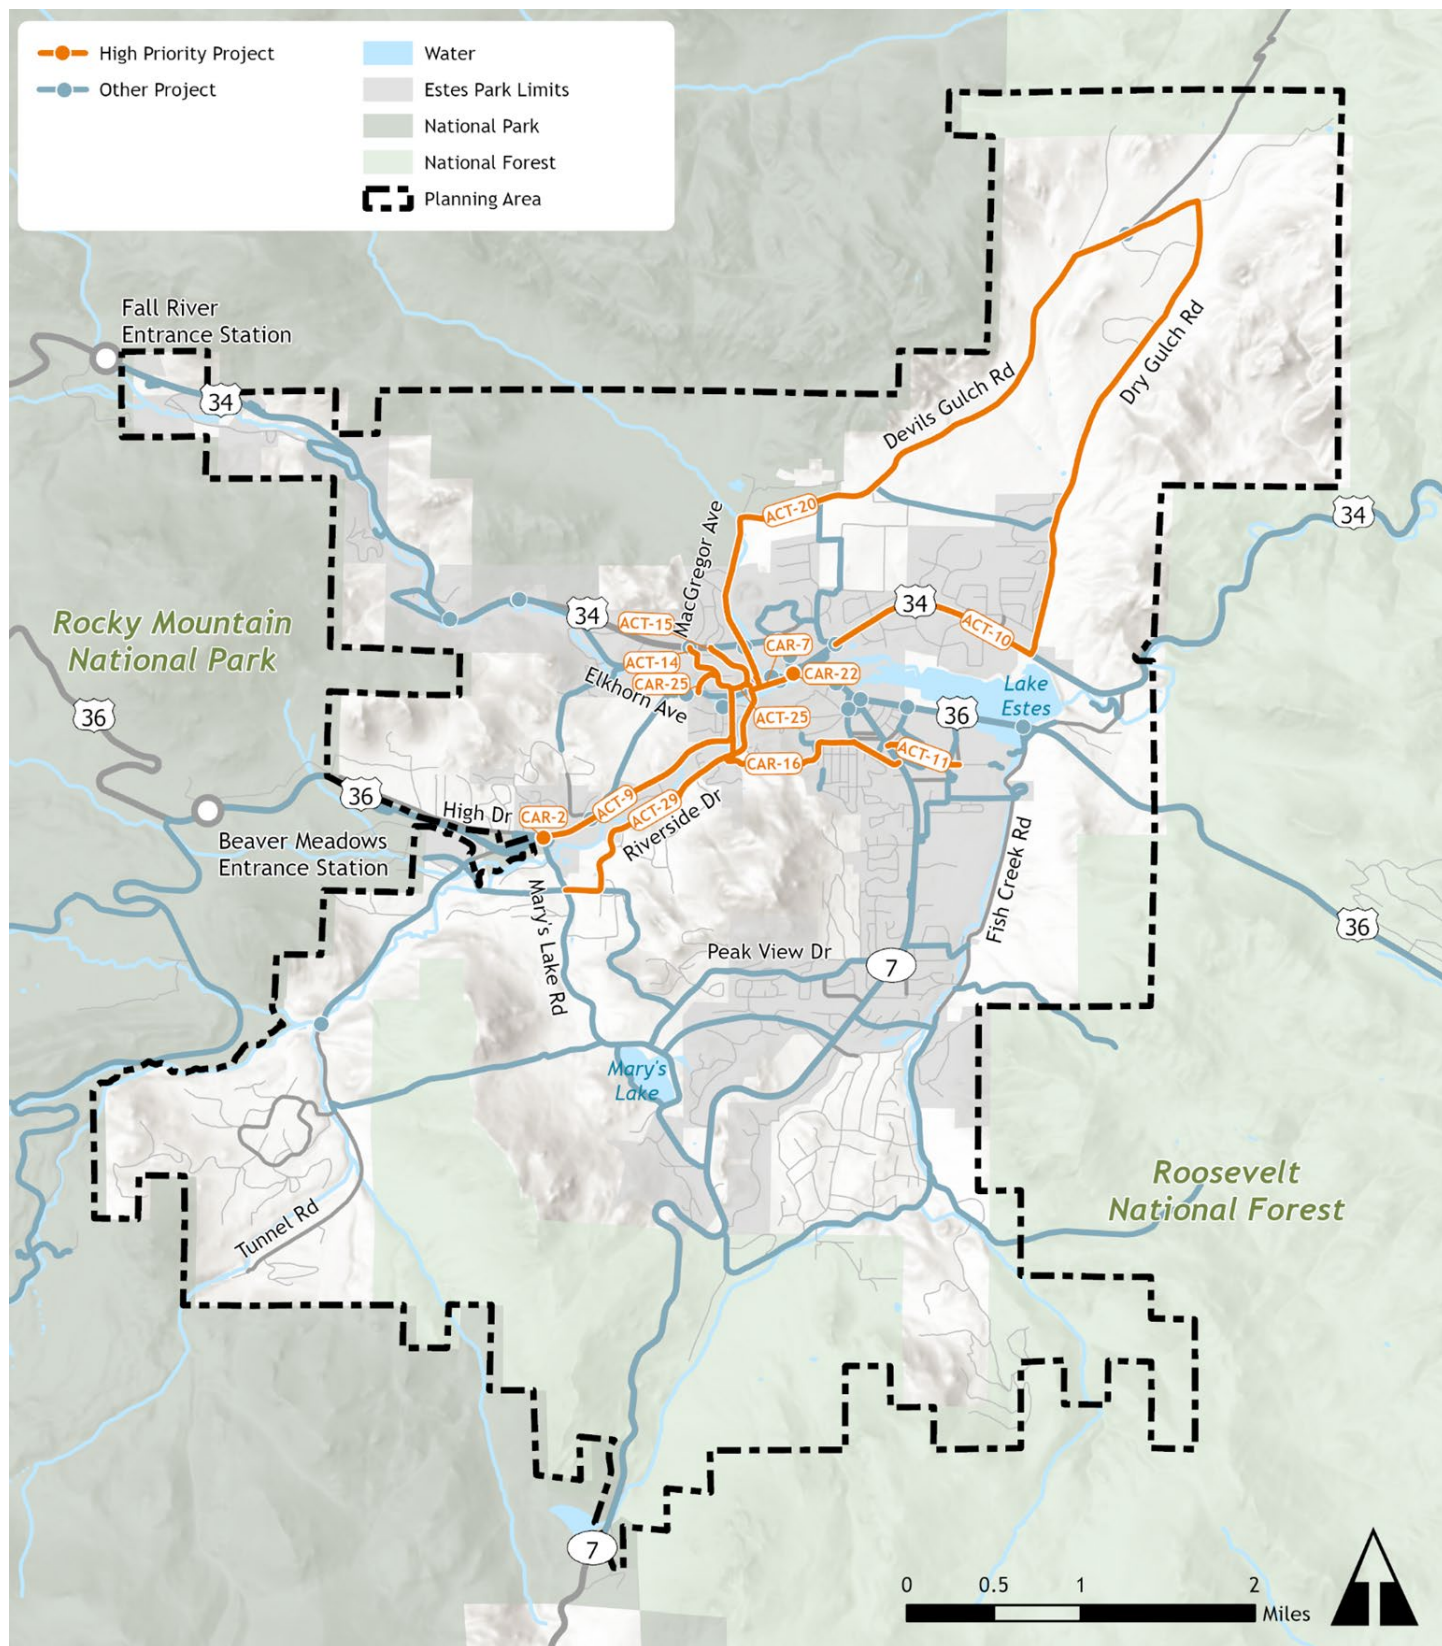 High Priority Project
Other Project
Water
Estes Park Limits
National Park
National Forest
Planning Area
Fall River
Entrance Station
34
Devils Gulch Rd
Dry Gulch Rd
MacGregor Ave
ACT-20
34
34
34
ACT-15
ACT-10
Rocky Mountain
National Park
ACT-14
CAR-7
CAR-25
CAR-22
Elkhorn Ave
Lake
Estes
36
36
ACT-25
ACT-11
CAR-16
36
High Dr
CAR-2
ACT-9
ACT-29
Riverside Dr
Beaver Meadows
Entrance Station
Fish Creek Rd
Mary's Lake Rd
36
Peak View Dr
7
Mary's
Lake
Roosevelt
National Forest
Tunnel Rd
7
0 0.5 1 2
Miles